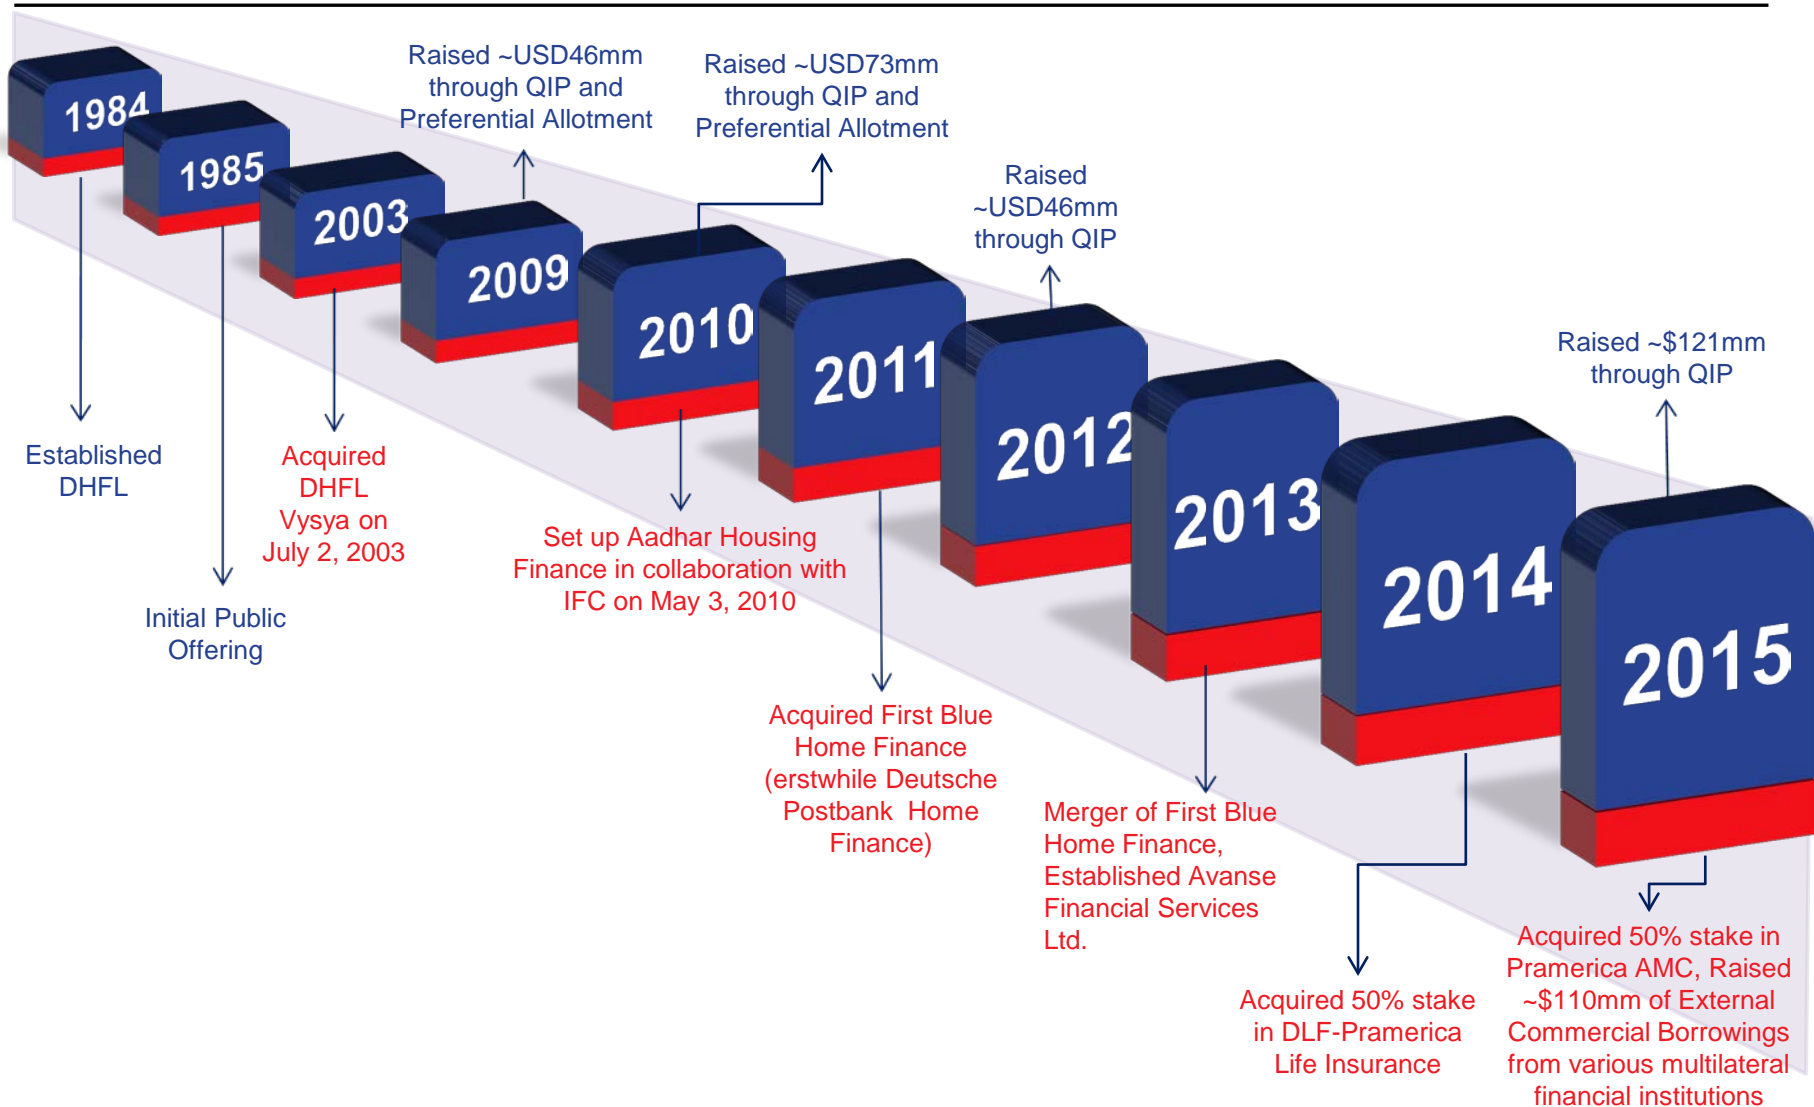 1984
Established
DHFL
1985
Initial Public
Offering
2003
Acquired
DHFL
Vysya on
July 2, 2003
Raised ~USD46mm
through QIP and
Preferential Allotment
2009
Raised ~USD73mm
through QIP and
Preferential Allotment
2010
Set up Aadhar Housing
Finance in collaboration with
IFC on May 3, 2010
2011
Acquired First Blue
Home Finance
(erstwhile Deutsche
Postbank Home
Finance)
Raised
~USD46mm
through QIP
2012
2013
Merger of First Blue
Home Finance,
Established Avanse
Financial Services
Ltd.
2014
Acquired 50% stake
in DLF-Pramerica
Life Insurance
Raised ~$121mm
through QIP
2015
Acquired 50% stake in
Pramerica AMC, Raised
~$110mm of External
Commercial Borrowings
from various multilateral
financial institutions